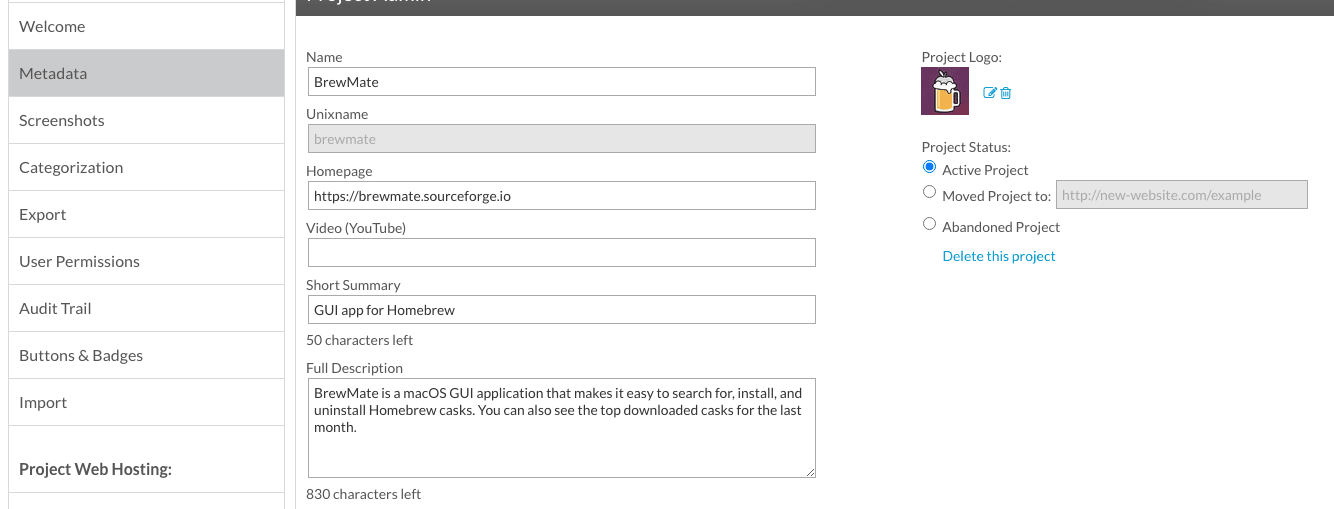 Welcome
Metadata
Screenshots
Categorization
Export
User Permissions
Audit Trail
Buttons & Badges
Import
Project Web Hosting:
Project Admin
Name
BrewMate
Unixname
brewmate
Homepage
https://brewmate.sourceforge.io
Video (YouTube)
Short Summary
GUI app for Homebrew
50 characters left
Full Description
BrewMate is a macOS GUI application that makes it easy to search for, install, and
uninstall Homebrew casks. You can also see the top downloaded casks for the last
month.
830 characters left
Project Logo:
Project Status:
Active Project
Moved Project to: http://new-website.com/example
Abandoned Project
Delete this project